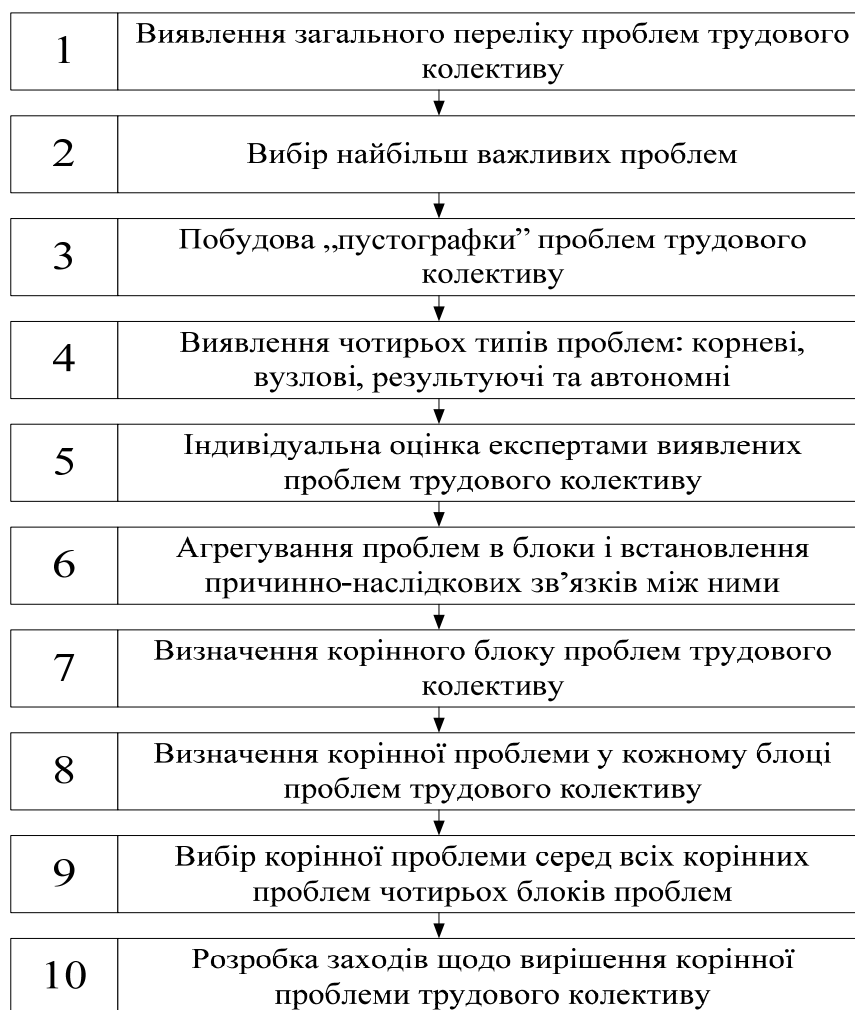 1
Виявлення загального переліку проблем трудового
колективу
2
Вибір найбільш важливих проблем
3
Побудова „пустографки” проблем трудового
колективу
4
Виявлення чотирьох типів проблем: корневі,
вузлові, результуючі та автономні
5
Індивідуальна оцінка експертами виявлених
проблем трудового колективу
6
Агрегування проблем в блоки і встановлення
причинно-наслідкових зв’язків між ними
7
Визначення корінного блоку проблем трудового
колективу
8
Визначення корінної проблеми у кожному блоці
проблем трудового колективу
9
Вибір корінної проблеми серед всіх корінних
проблем чотирьох блоків проблем
10
Розробка заходів щодо вирішення корінної
проблеми трудового колективу